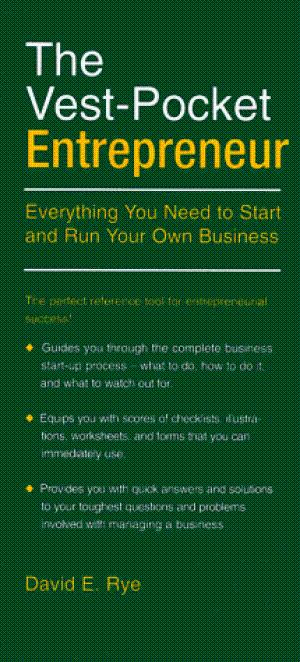 The
Vest-Pocket
Entrepreneur
Everything You Need to Start
and Run Your Own Business
The perfect reference tool for entrepreneurial
success!
Guides you through the complete business
start-up process – what to do, how to do it,
and what to watch out for.
Equips you with scores of checklists, illustra-
tions, worksheets, and forms that you can
immediately use.
Provides you with quick answers and solutions
to your toughest questions and problems
involved with managing a business
David E. Rye